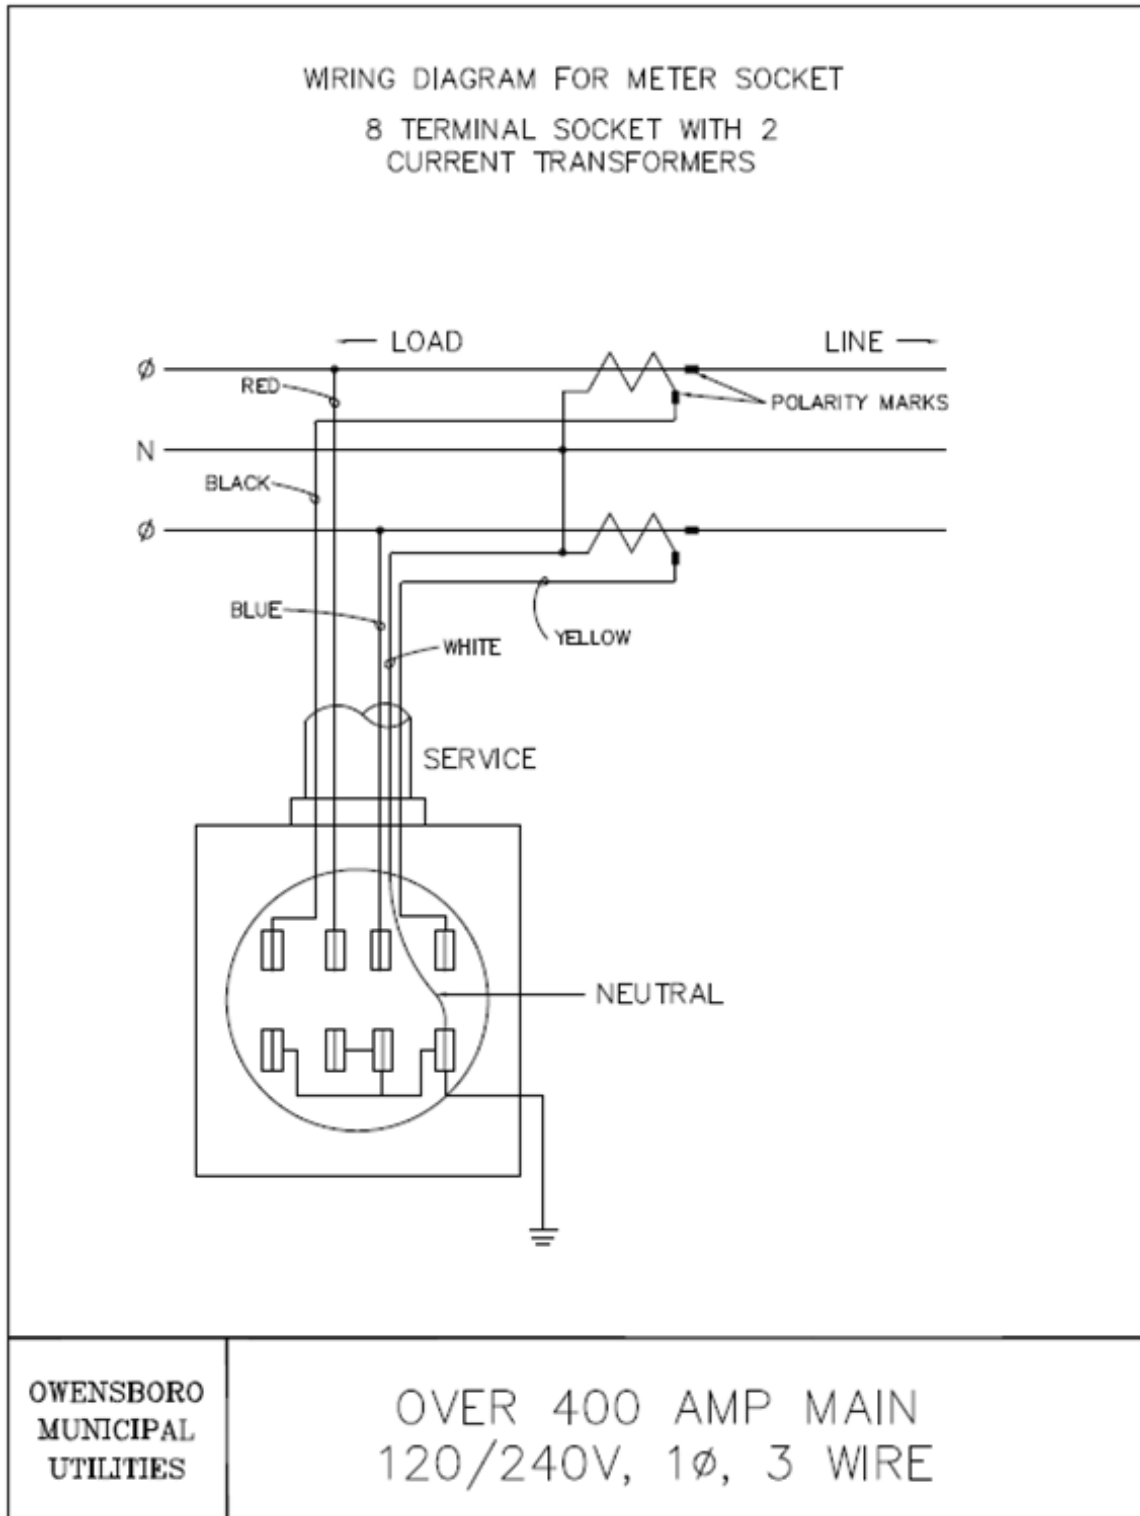 WIRING DIAGRAM FOR METER SOCKET
8 TERMINAL SOCKET WITH 2
CURRENT TRANSFORMERS
LOAD
LINE
Ø
RED
POLARITY MARKS
N
BLACK
Ø
BLUE
WHITE
YELLOW
SERVICE
NEUTRAL
OWENSBORO
MUNICIPAL
UTILITIES
OVER 400 AMP MAIN
120/240V, 1Ø, 3 WIRE